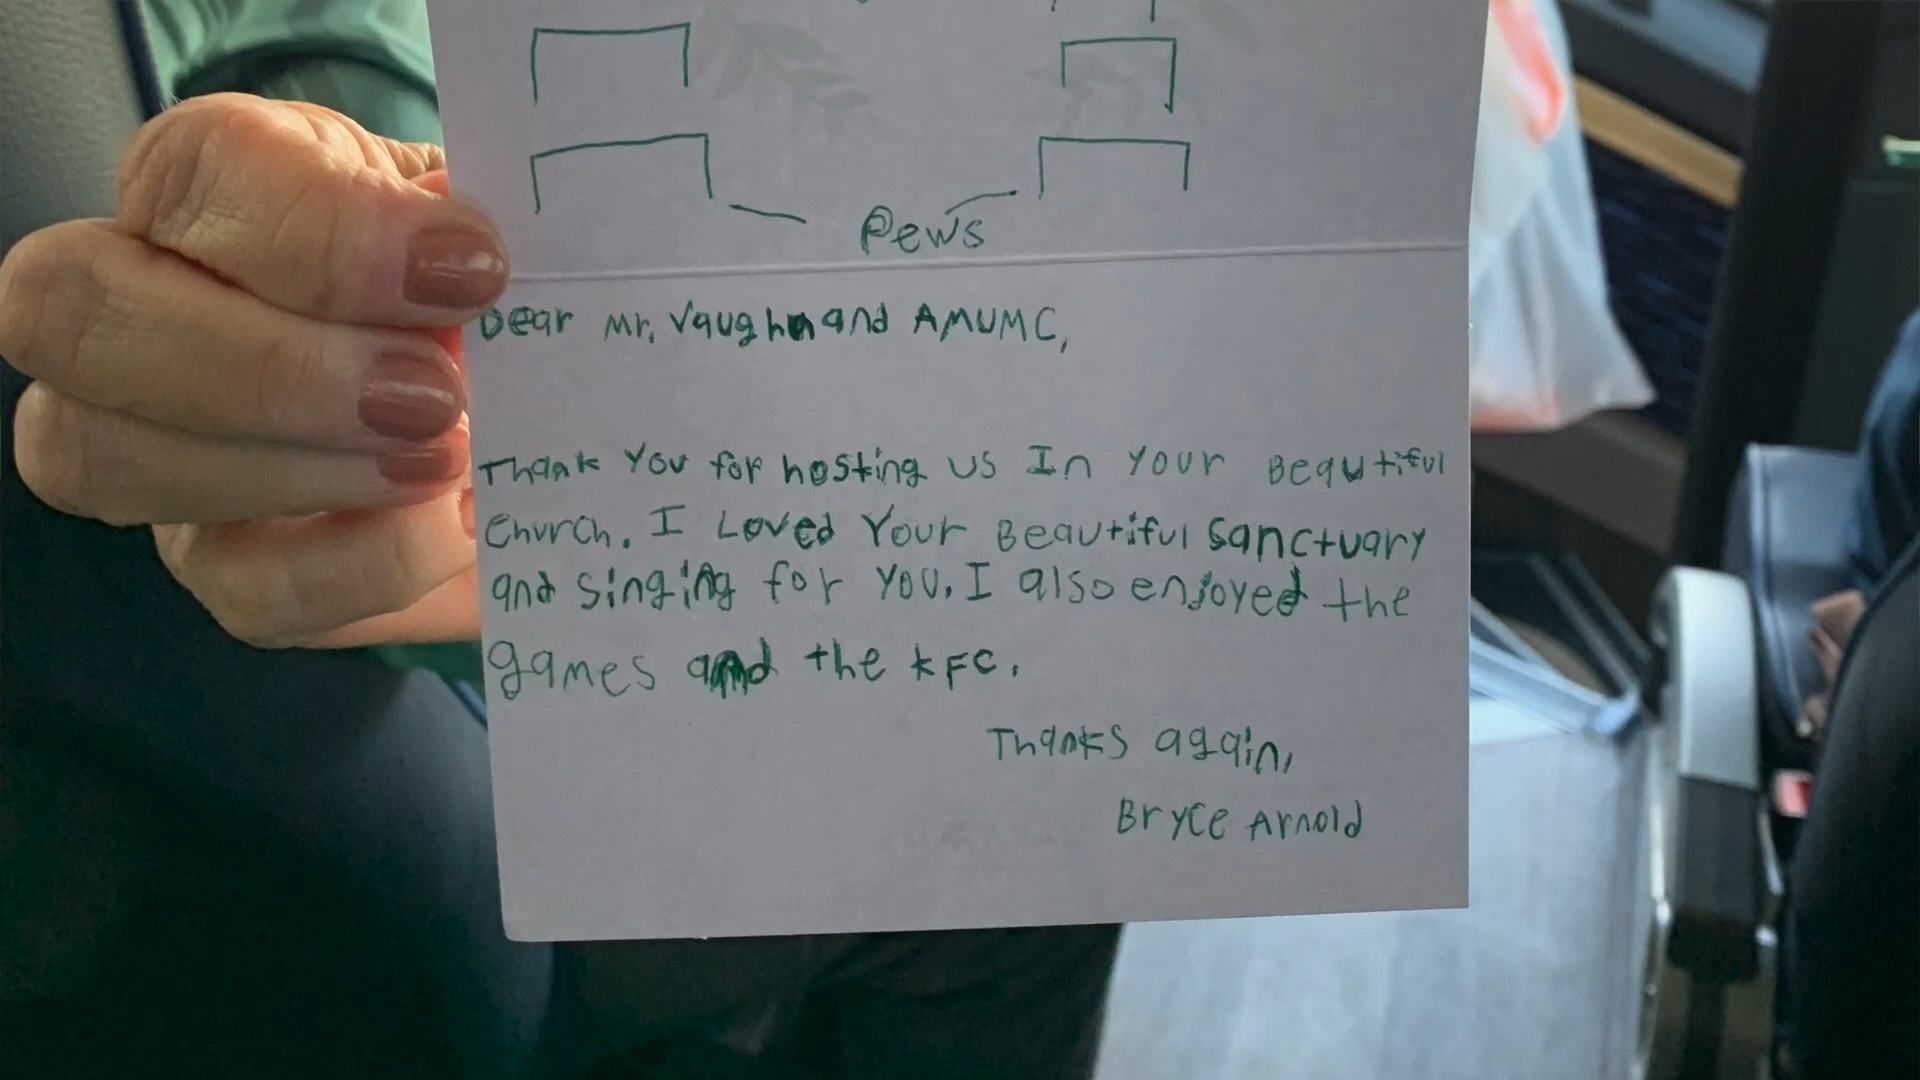 Pews
Dear Mr. Vaughn and AMUMC,
Thank You for hosting us In Your Beautiful
Church. I Loved Your Beautiful Sanctuary
and singing for You. I also enjoyed the
games and the KFC.
Thanks again,
Bryce Arnold